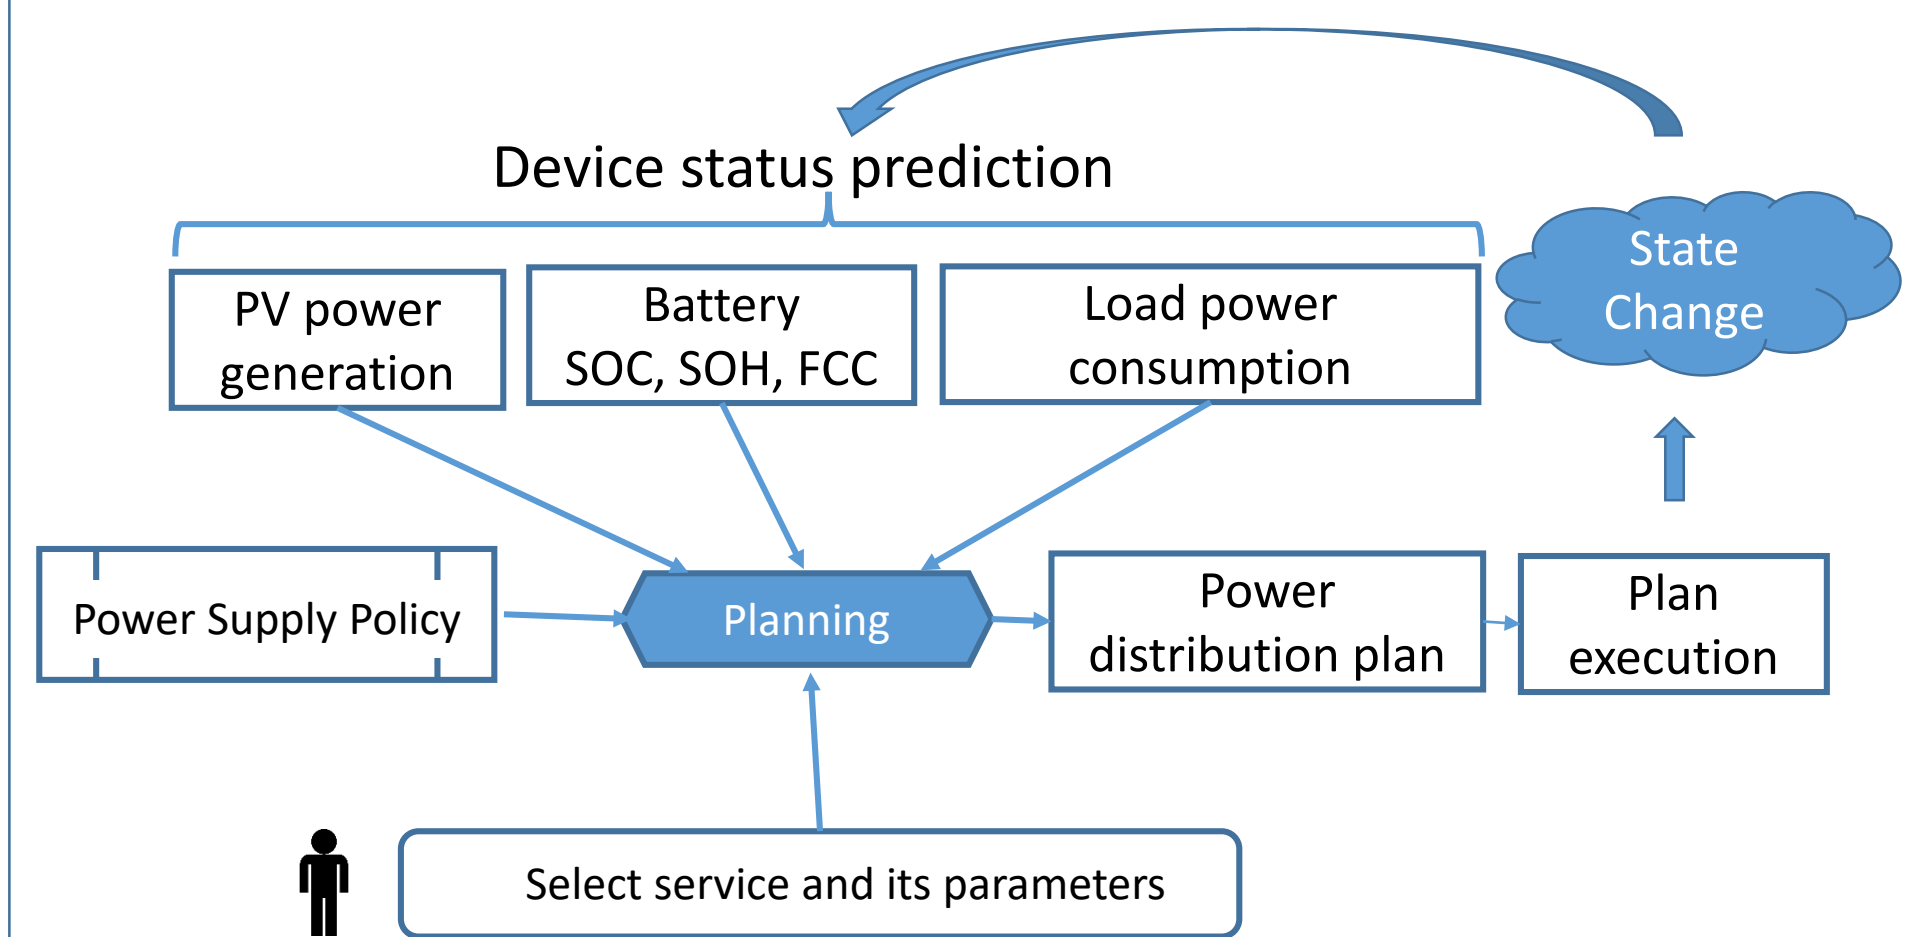 Device status prediction
PV power
generation
Battery
SOC, SOH, FCC
Load power
consumption
State
Change
Power Supply Policy
Planning
Power
distribution plan
Plan
execution
Select service and its parameters